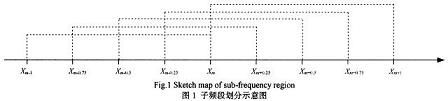 Xm-1 Xm-0.75 Xm-0.5 Xm-0.25 Xm Xm+0.25 Xm+0.5 Xm+0.75 Xm+1
Fig.1 Sketch map of sub-frequency region
图 1 子频段划分示意图